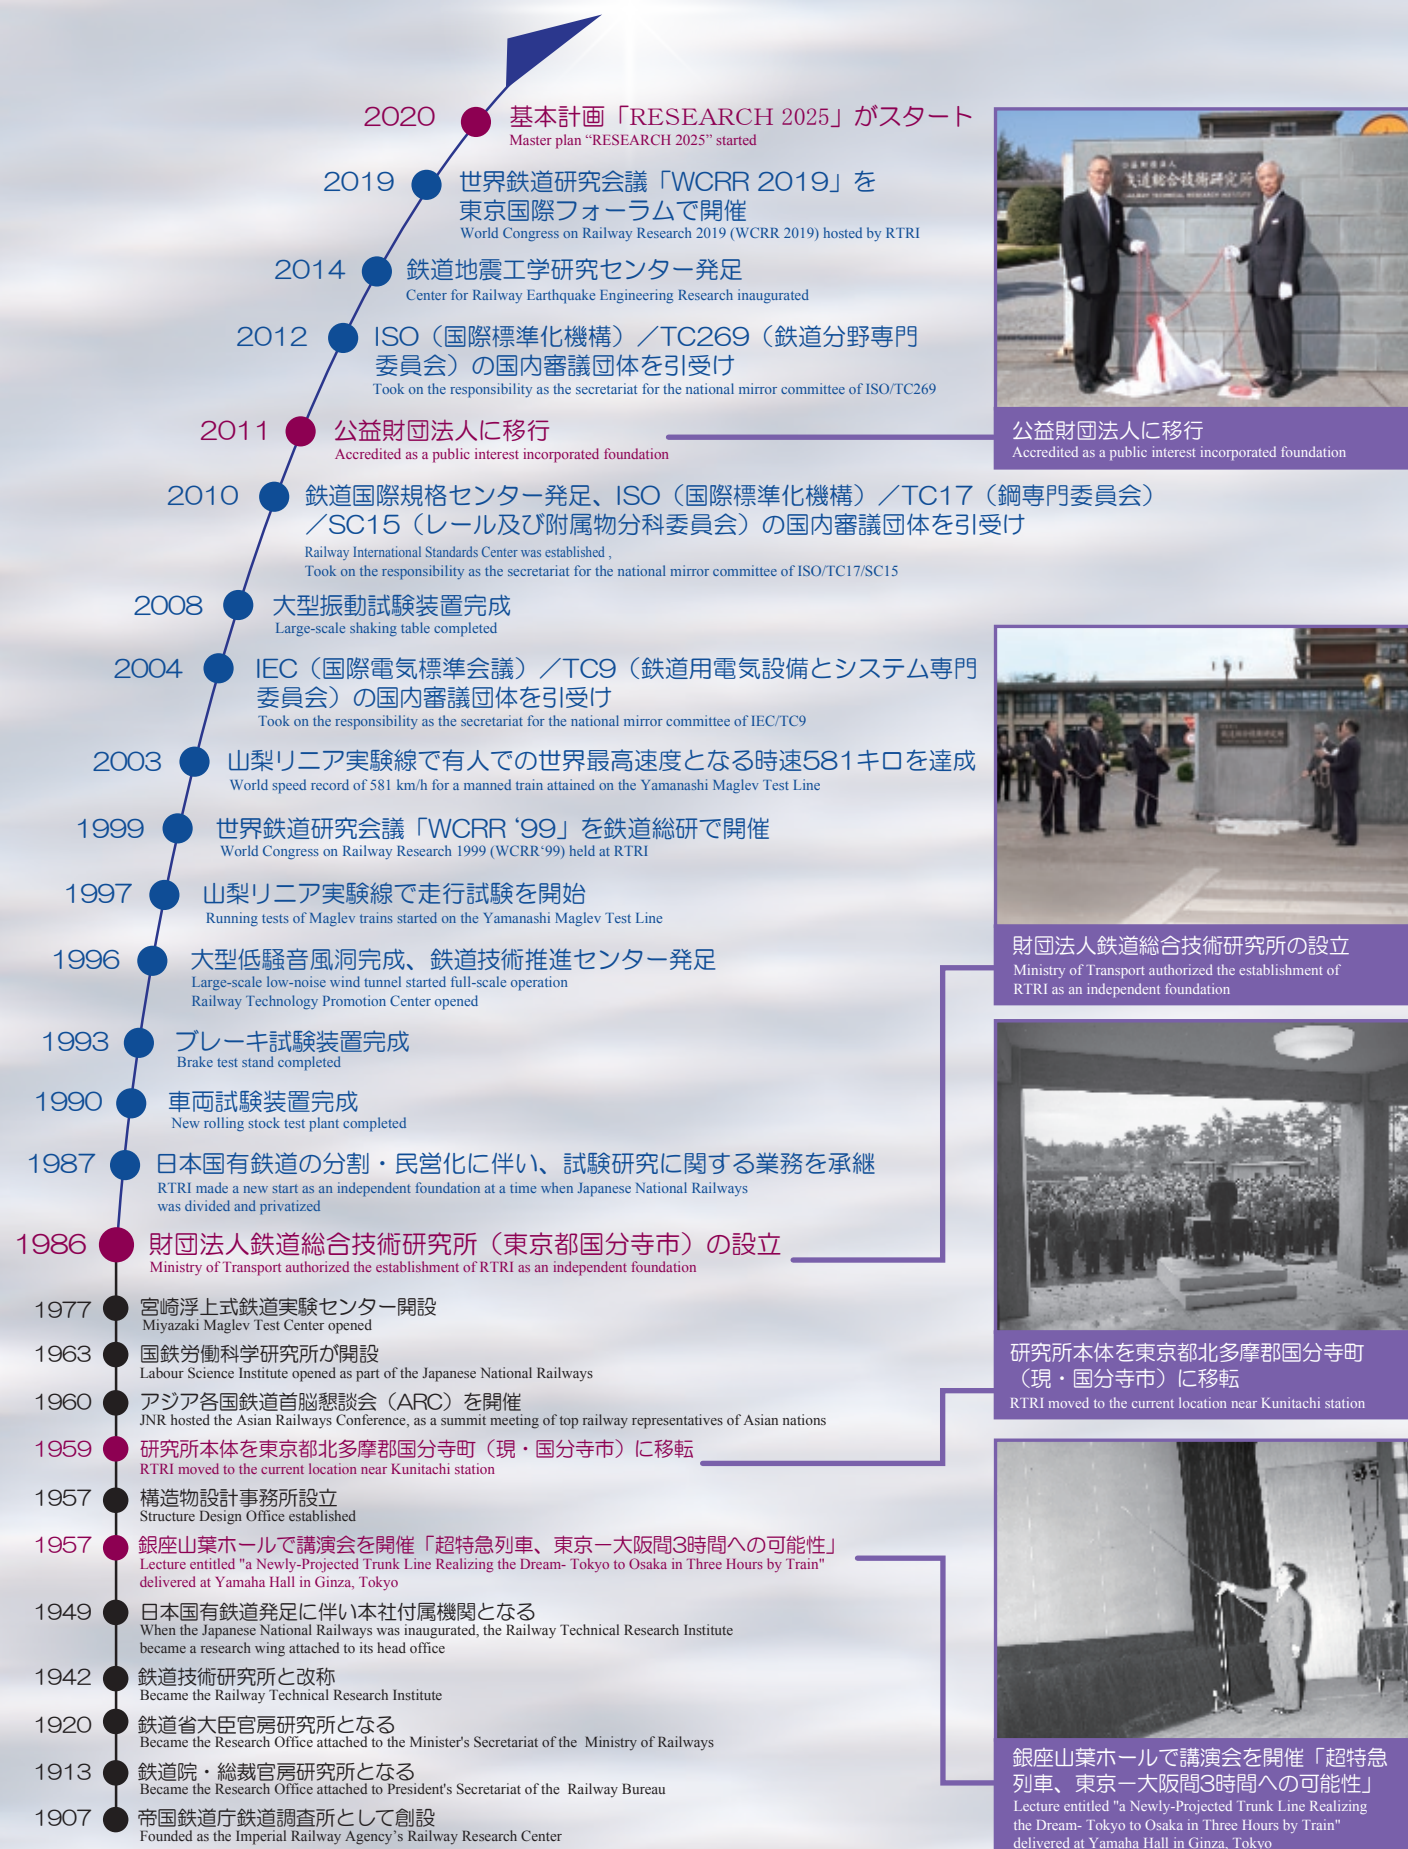 2020
基本計画「RESEARCH 2025」がスタート
Master plan “RESEARCH 2025” started
2019
世界鉄道研究会議「WCRR 2019」を
東京国際フォーラムで開催
World Congress on Railway Research 2019 (WCRR 2019) hosted by RTRI
2014
鉄道地震工学研究センター発足
Center for Railway Earthquake Engineering Research inaugurated
2012
ISO（国際標準化機構）／TC269（鉄道分野専門
委員会）の国内審議団体を引受け
Took on the responsibility as the secretariat for the national mirror committee of ISO/TC269
2011
公益財団法人に移行
Accredited as a public interest incorporated foundation
2010
鉄道国際規格センター発足、ISO（国際標準化機構）／TC17（鋼専門委員会）
／SC15（レール及び附属物分科委員会）の国内審議団体を引受け
Railway International Standards Center was established ,
Took on the responsibility as the secretariat for the national mirror committee of ISO/TC17/SC15
2008
大型振動試験装置完成
Large-scale shaking table completed
2004
IEC（国際電気標準会議）／TC9（鉄道用電気設備とシステム専門
委員会）の国内審議団体を引受け
Took on the responsibility as the secretariat for the national mirror committee of IEC/TC9
2003
山梨リニア実験線で有人での世界最高速度となる時速581キロを達成
World speed record of 581 km/h for a manned train attained on the Yamanashi Maglev Test Line
1999
世界鉄道研究会議「WCRR ‘99」を鉄道総研で開催
World Congress on Railway Research 1999 (WCRR‘99) held at RTRI
1997
山梨リニア実験線で走行試験を開始
Running tests of Maglev trains started on the Yamanashi Maglev Test Line
1996
大型低騒音風洞完成、鉄道技術推進センター発足
Large-scale low-noise wind tunnel started full-scale operation
Railway Technology Promotion Center opened
1993
ブレーキ試験装置完成
Brake test stand completed
1990
車両試験装置完成
New rolling stock test plant completed
1987
日本国有鉄道の分割・民営化に伴い、試験研究に関する業務を承継
RTRI made a new start as an independent foundation at a time when Japanese National Railways
was divided and privatized
1986
財団法人鉄道総合技術研究所（東京都国分寺市）の設立
Ministry of Transport authorized the establishment of RTRI as an independent foundation
1977
宮崎浮上式鉄道実験センター開設
Miyazaki Maglev Test Center opened
1963
国鉄労働科学研究所が開設
Labour Science Institute opened as part of the Japanese National Railways
1960
アジア各国鉄道首脳懇談会（ARC）を開催
JNR hosted the Asian Railways Conference, as a summit meeting of top railway representatives of Asian nations
1959
研究所本体を東京都北多摩郡国分寺町（現・国分寺市）に移転
RTRI moved to the current location near Kunitachi station
1957
構造物設計事務所設立
Structure Design Office established
1957
銀座山葉ホールで講演会を開催「超特急列車、東京ー大阪間3時間への可能性」
Lecture entitled "a Newly-Projected Trunk Line Realizing the Dream- Tokyo to Osaka in Three Hours by Train"
delivered at Yamaha Hall in Ginza, Tokyo
1949
日本国有鉄道発足に伴い本社付属機関となる
When the Japanese National Railways was inaugurated, the Railway Technical Research Institute
became a research wing attached to its head office
1942
鉄道技術研究所と改称
Became the Railway Technical Research Institute
1920
鉄道省大臣官房研究所となる
Became the Research Office attached to the Minister's Secretariat of the Ministry of Railways
1913
鉄道院・総裁官房研究所となる
Became the Research Office attached to President's Secretariat of the Railway Bureau
1907
帝国鉄道庁鉄道調査所として創設
Founded as the Imperial Railway Agency’s Railway Research Center
公益財団法人
鉄道総合技術研究所
RAILWAY TECHNICAL RESEARCH INSTITUTE
公益財団法人に移行
Accredited as a public interest incorporated foundation
鉄道総合技術研究所
財団法人鉄道総合技術研究所の設立
Ministry of Transport authorized the establishment of
RTRI as an independent foundation
研究所本体を東京都北多摩郡国分寺町
（現・国分寺市）に移転
RTRI moved to the current location near Kunitachi station
銀座山葉ホールで講演会を開催「超特急
列車、東京ー大阪間3時間への可能性」
Lecture entitled "a Newly-Projected Trunk Line Realizing
the Dream- Tokyo to Osaka in Three Hours by Train"
delivered at Yamaha Hall in Ginza, Tokyo